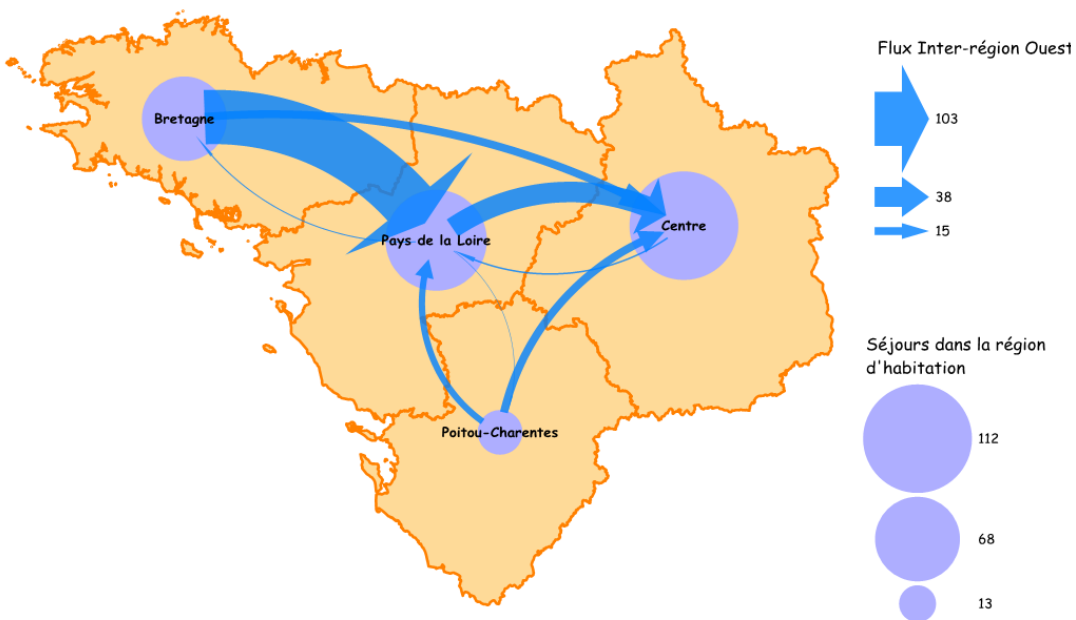 Flux Inter-région Ouest
103
38
15
Bretagne
Pays de la Loire
Centre
Poitou-Charentes
Séjours dans la région
d'habitation
112
68
13